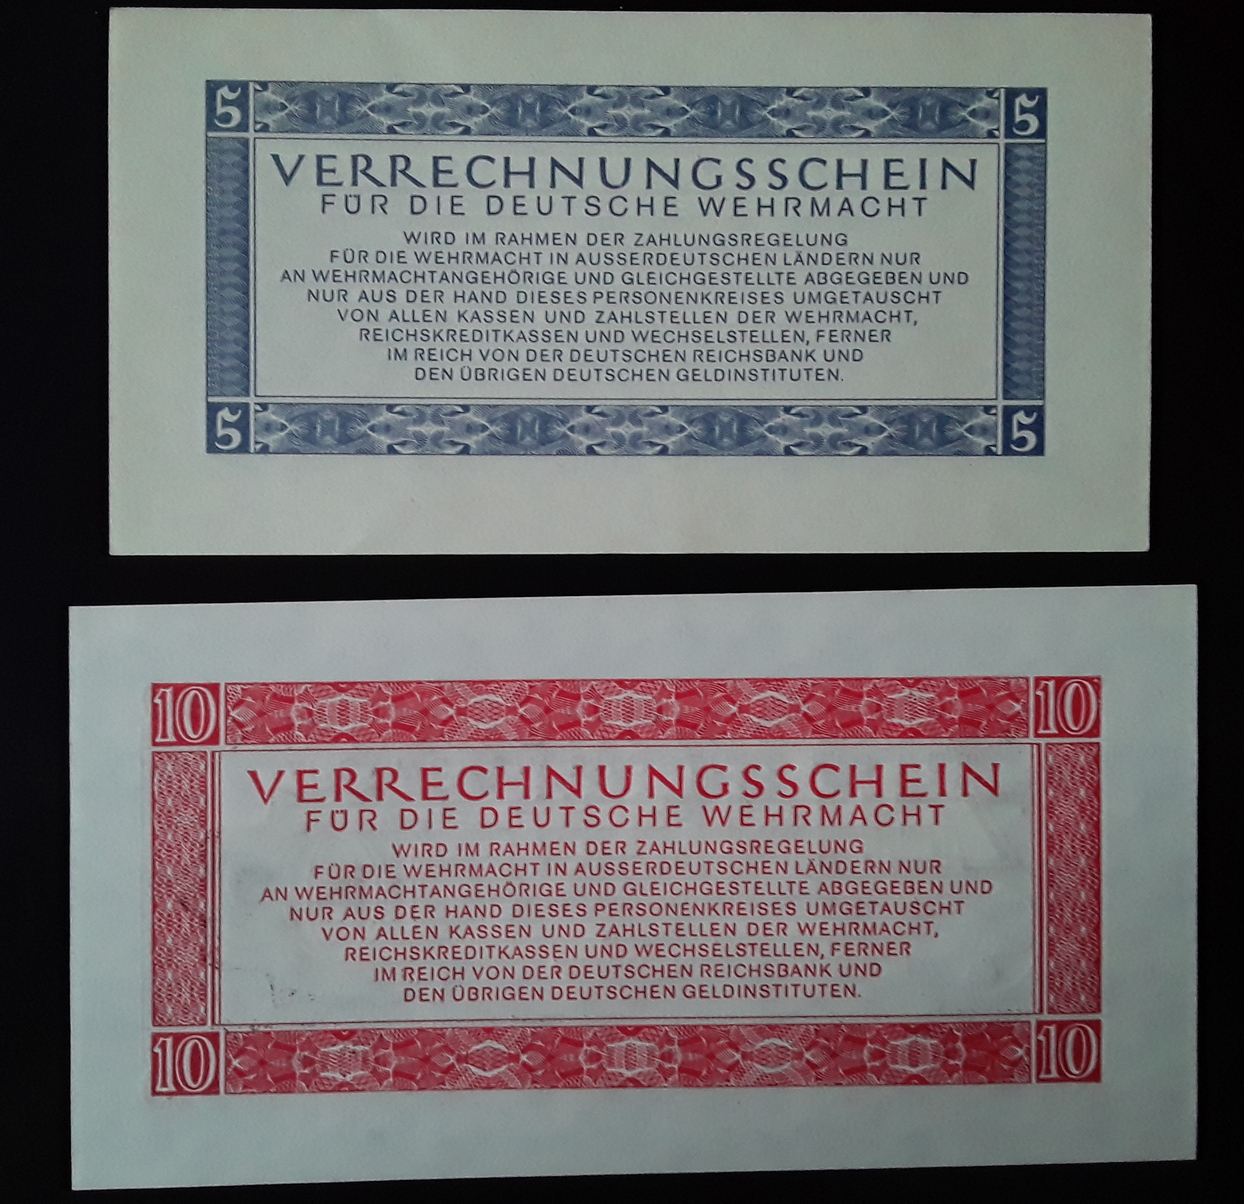 5 5
VERRECHNUNGSSCHEIN
FÜR DIE DEUTSCHE WEHRMACHT
WIRD IM RAHMEN DER ZAHLUNGSREGELUNG
FÜR DIE WEHRMACHT IN AUSSERDEUTSCHEN LÄNDERN NUR
AN WEHRMACHTANGEHÖRIGE UND GLEICHGESTELLTE ABGEGEBEN UND
NUR AUS DER HAND DIESES PERSONENKREISES UMGETAUSCHT
VON ALLEN KASSEN UND ZAHLSTELLEN DER WEHRMACHT,
REICHSKREDITKASSEN UND WECHSELSTELLEN, FERNER
IM REICH VON DER DEUTSCHEN REICHSBANK UND
DEN ÜBRIGEN DEUTSCHEN GELDINSTITUTEN.
5 5
10 10
VERRECHNUNGSSCHEIN
FÜR DIE DEUTSCHE WEHRMACHT
WIRD IM RAHMEN DER ZAHLUNGSREGELUNG
FÜR DIE WEHRMACHT IN AUSSERDEUTSCHEN LÄNDERN NUR
AN WEHRMACHTANGEHÖRIGE UND GLEICHGESTELLTE ABGEGEBEN UND
NUR AUS DER HAND DIESES PERSONENKREISES UMGETAUSCHT
VON ALLEN KASSEN UND ZAHLSTELLEN DER WEHRMACHT,
REICHSKREDITKASSEN UND WECHSELSTELLEN, FERNER
IM REICH VON DER DEUTSCHEN REICHSBANK UND
DEN ÜBRIGEN DEUTSCHEN GELDINSTITUTEN.
10 10